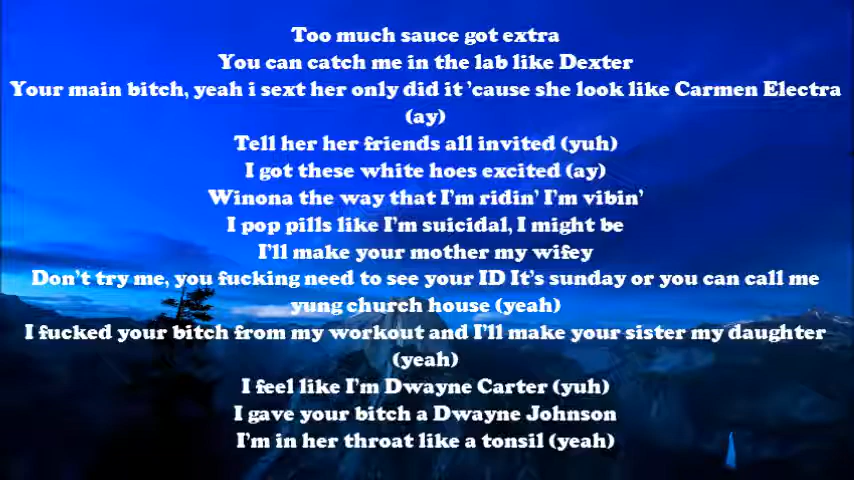 Too much sauce got extra
You can catch me in the lab like Dexter
Your main bitch, yeah i sext her only did it 'cause she look like Carmen Electra
(ay)
Tell her her friends all invited (yuh)
I got these white hoes excited (ay)
Winona the way that I'm ridin' I'm vibin'
I pop pills like I'm suicidal, I might be
I'll make your mother my wifey
Don't try me, you fucking need to see your ID It's sunday or you can call me
yung church house (yeah)
I fucked your bitch from my workout and I'll make your sister my daughter
(yeah)
I feel like I'm Dwayne Carter (yuh)
I gave your bitch a Dwayne Johnson
I'm in her throat like a tonsil (yeah)